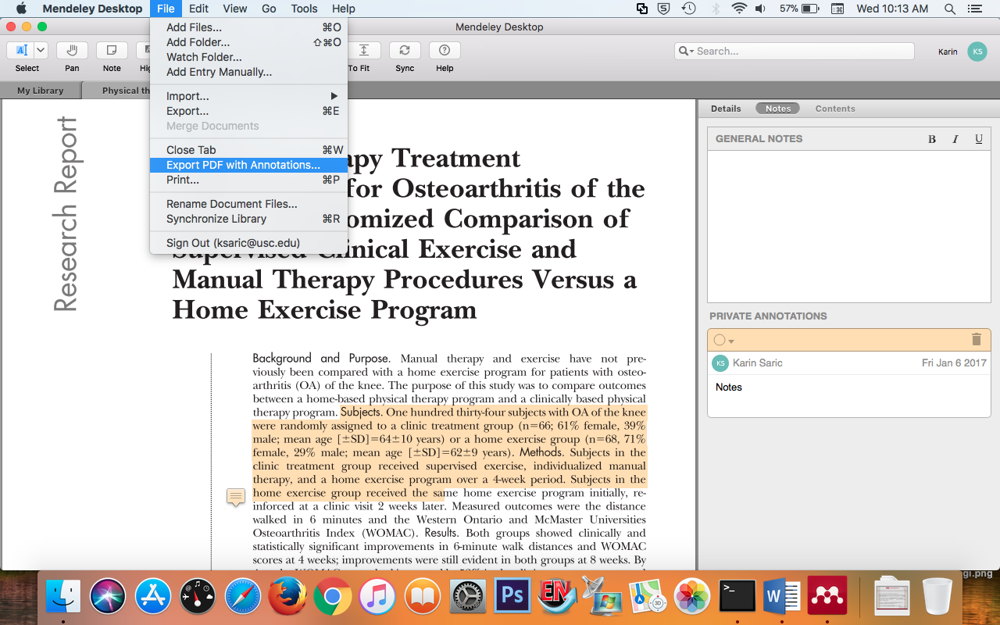 Mendeley Desktop File Edit View Go Tools Help 57% Wed 10:13 AM
Mendeley Desktop
Add Files... ⌘O
Add Folder... ⇧⌘O
Watch Folder...
Add Entry Manually...
Import...
Export... ⌘E
Merge Documents
Close Tab ⌘W
Export PDF with Annotations...
Print... ⌘P
Rename Document Files...
Synchronize Library ⌘R
Sign Out (ksaric@usc.edu)
Select Pan Note To Fit Sync Help
Search...
Karin KS
My Library Physical th
Research Report
apy Treatment
for Osteoarthritis of the
omized Comparison of
Supervised Clinical Exercise and
Manual Therapy Procedures Versus a
Home Exercise Program
Background and Purpose. Manual therapy and exercise have not pre-
viously been compared with a home exercise program for patients with osteo-
arthritis (OA) of the knee. The purpose of this study was to compare outcomes
between a home-based physical therapy program and a clinically based physical
therapy program. Subjects. One hundred thirty-four subjects with OA of the knee
were randomly assigned to a clinic treatment group (n=66; 61% female, 39%
male; mean age [±SD]=64±10 years) or a home exercise group (n=68, 71%
female, 29% male; mean age [±SD]=62±9 years). Methods. Subjects in the
clinic treatment group received supervised exercise, individualized manual
therapy, and a home exercise program over a 4-week period. Subjects in the
home exercise group received the same home exercise program initially, re-
inforced at a clinic visit 2 weeks later. Measured outcomes were the distance
walked in 6 minutes and the Western Ontario and McMaster Universities
Osteoarthritis Index (WOMAC). Results. Both groups showed clinically and
statistically significant improvements in 6-minute walk distances and WOMAC
scores at 4 weeks; improvements were still evident in both groups at 8 weeks. By
Details Notes Contents
GENERAL NOTES B I U
PRIVATE ANNOTATIONS
KS Karin Saric Fri Jan 6 2017
Notes
gi.png
Ps
EN
3D
W